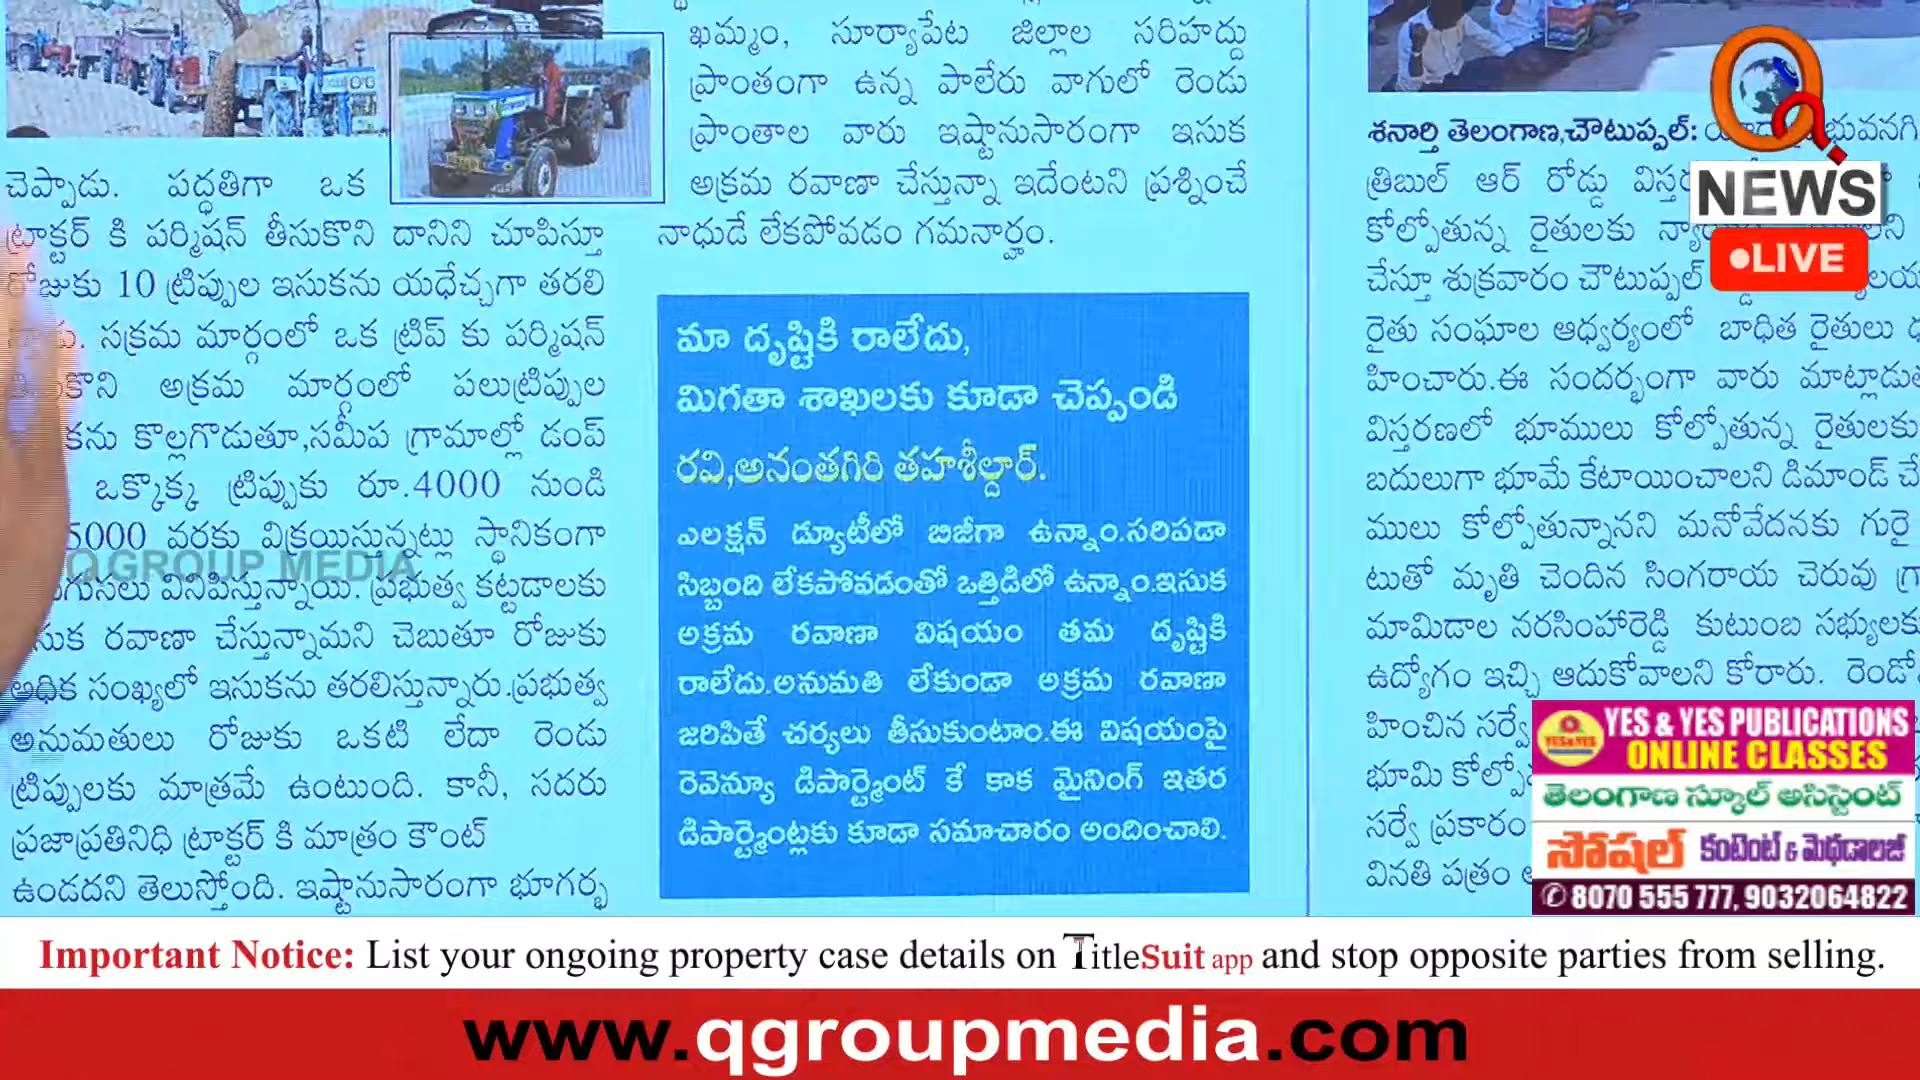 చెప్పాడు. పద్ధతిగా ఒక
ట్రాక్టర్ కి పర్మిషన్ తీసుకొని దానిని చూపిస్తూ
రోజుకు 10 ట్రిప్పుల ఇసుకను యధేచ్చగా తరలి
సక్రమ మార్గంలో ఒక ట్రిప్ కు పర్మిషన్
అక్రమ మార్గంలో పలుట్రిప్పుల
కొల్లగొడుతూ,సమీప గ్రామాల్లో డంప్
ఒక్కొక్క ట్రిప్పుకు రూ.4000 నుండి
5000 వరకు విక్రయిస్తున్నట్లు స్థానికంగా
వినిపిస్తున్నాయి. ప్రభుత్వ కట్టడాలకు
రవాణా చేస్తున్నామని చెబుతూ రోజుకు
అధిక సంఖ్యలో ఇసుకను తరలిస్తున్నారు.ప్రభుత్వ
అనుమతులు రోజుకు ఒకటి లేదా రెండు
ట్రిప్పులకు మాత్రమే ఉంటుంది. కానీ, సదరు
ప్రజాప్రతినిధి ట్రాక్టర్ కి మాత్రం కౌంట్
ఉండదని తెలుస్తోంది. ఇష్టానుసారంగా భూగర్భ
Q GROUP MEDIA
ఖమ్మం, సూర్యాపేట జిల్లాల సరిహద్దు
ప్రాంతంగా ఉన్న పాలేరు వాగులో రెండు
ప్రాంతాల వారు ఇష్టానుసారంగా ఇసుక
అక్రమ రవాణా చేస్తున్నా ఇదేంటని ప్రశ్నించే
నాధుడే లేకపోవడం గమనార్హం.
మా దృష్టికి రాలేదు,
మిగతా శాఖలకు కూడా చెప్పండి
రవి,అనంతగిరి తహశీల్దార్.
ఎలక్షన్ డ్యూటీలో బిజీగా ఉన్నాం.సరిపడా
సిబ్బంది లేకపోవడంతో ఒత్తిడిలో ఉన్నాం.ఇసుక
అక్రమ రవాణా విషయం తమ దృష్టికి
రాలేదు.అనుమతి లేకుండా అక్రమ రవాణా
జరిపితే చర్యలు తీసుకుంటాం.ఈ విషయంపై
రెవెన్యూ డిపార్ట్మెంట్ కే కాక మైనింగ్ ఇతర
డిపార్ట్మెంట్లకు కూడా సమాచారం అందించాలి.
శనార్తి తెలంగాణ,చౌటుప్పల్:
త్రిబుల్ ఆర్ రోడ్డు
కోల్పోతున్న రైతులకు
చేస్తూ శుక్రవారం చౌటుప్పల్
రైతు సంఘాల ఆధ్వర్యంలో బాధిత రైతులు
హించారు.ఈ సందర్భంగా వారు
విస్తరణలో భూములు కోల్పోతున్న రైతులకు
బదులుగా భూమే కేటాయించాలని డిమాండ్
ములు కోల్పోతున్నానని మనోవేదనకు గురై
టుతో మృతి చెందిన సింగరాయ చెరువు
మామిడాల నరసింహారెడ్డి కుటుంబ
ఉద్యోగం ఇచ్చి ఆదుకోవాలని కోరారు.
హించిన సర్వే
భూమి
సర్వే ప్రకారం
వినతి పత్రం
Q
NEWS
LIVE
YES & YES PUBLICATIONS
ONLINE CLASSES
తెలంగాణ స్కూల్ అసిస్టెంట్
సోషల్ కంటెంట్ & మెథడాలజీ
8070 555 777, 9032064822
Important Notice: List your ongoing property case details on TitleSuit app and stop opposite parties from selling.
www.qgroupmedia.com